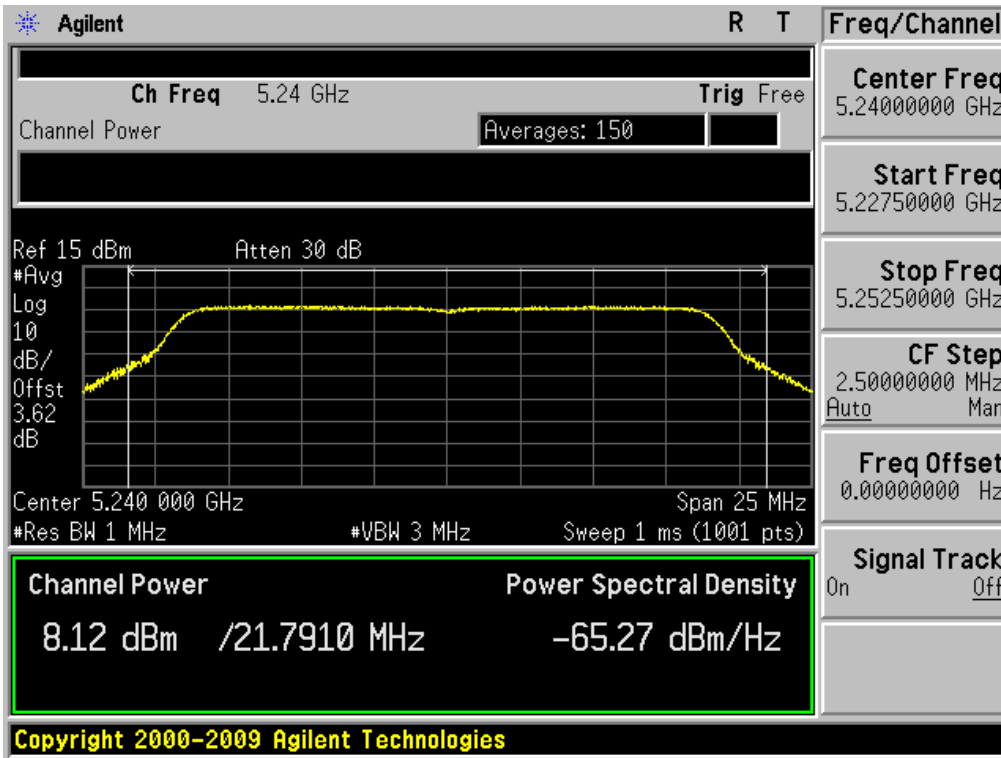 Agilent R T
Freq/Channel
Ch Freq 5.24 GHz Trig Free
Channel Power Averages: 150
Ref 15 dBm Atten 30 dB
#Avg
Log
10
dB/
Offst
3.62
dB
Center 5.240 000 GHz Span 25 MHz
#Res BW 1 MHz #VBW 3 MHz Sweep 1 ms (1001 pts)
Channel Power Power Spectral Density
8.12 dBm /21.7910 MHz -65.27 dBm/Hz
Copyright 2000-2009 Agilent Technologies
Center Freq
5.24000000 GHz
Start Freq
5.22750000 GHz
Stop Freq
5.25250000 GHz
CF Step
2.50000000 MHz
Auto Man
Freq Offset
0.00000000 Hz
Signal Track
On Off